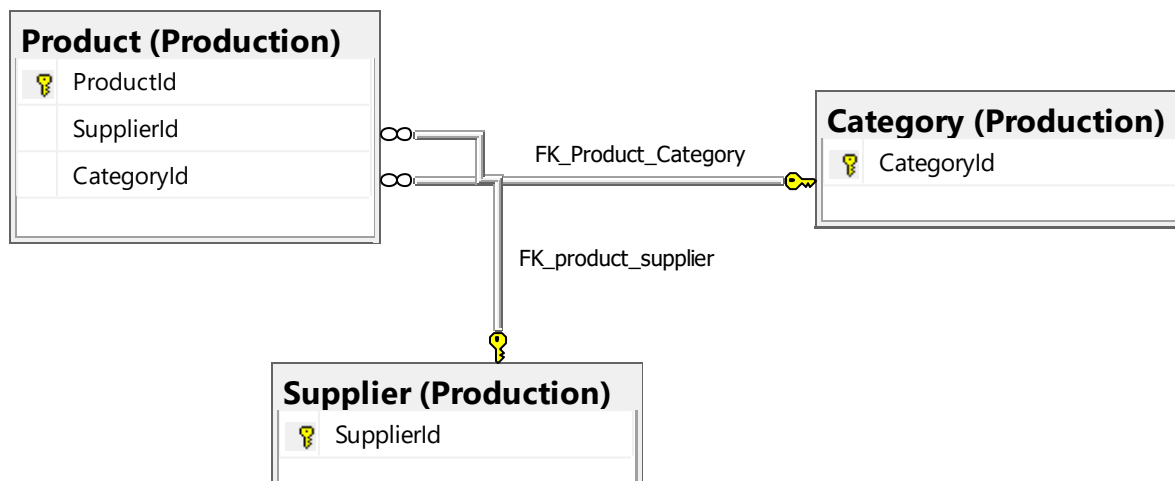 Product (Production)
ProductId
SupplierId
CategoryId
FK_Product_Category
Category (Production)
CategoryId
FK_product_supplier
Supplier (Production)
SupplierId